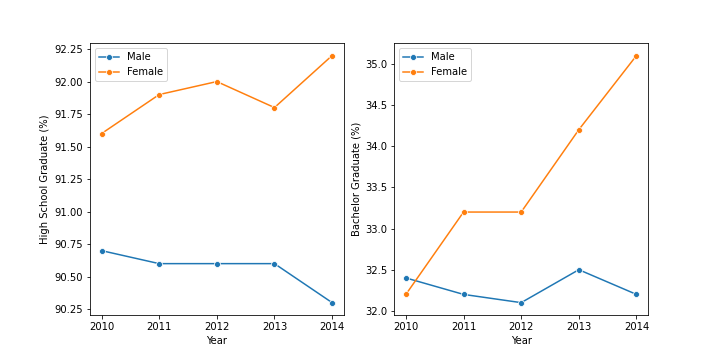 High School Graduate (%)
92.25
92.00
91.75
91.50
91.25
91.00
90.75
90.50
90.25
Male
Female
2010 2011 2012 2013 2014
Year
Bachelor Graduate (%)
35.0
34.5
34.0
33.5
33.0
32.5
32.0
Male
Female
2010 2011 2012 2013 2014
Year